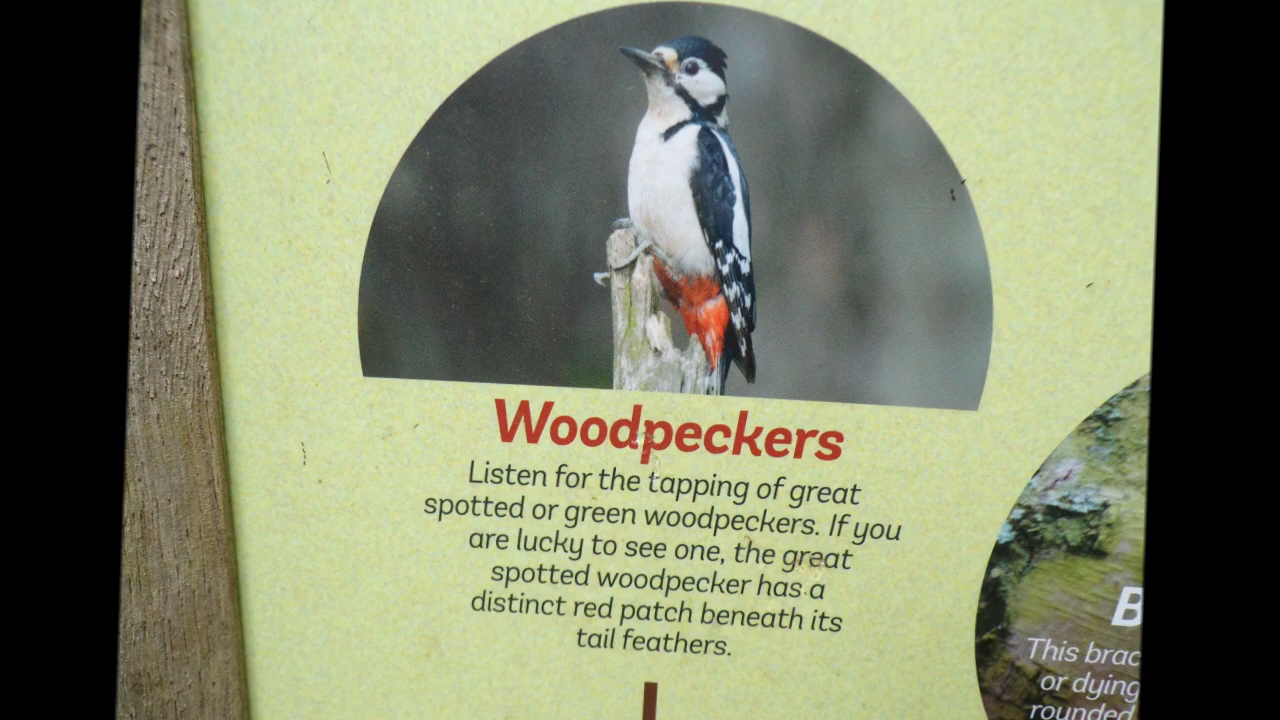 Woodpeckers
Listen for the tapping of great
spotted or green woodpeckers. If you
are lucky to see one, the great
spotted woodpecker has a
distinct red patch beneath its
tail feathers.
B
This brac
or dying
rounded